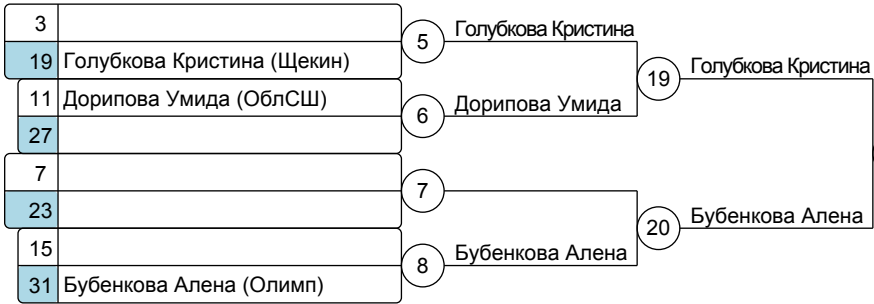 3
5
Голубкова Кристина
19 Голубкова Кристина (Щекин)
19
Голубкова Кристина
11 Дорипова Умида (ОблСШ)
6
Дорипова Умида
27
7
7
23
20
Бубенкова Алена
15
8
Бубенкова Алена
31 Бубенкова Алена (Олимп)